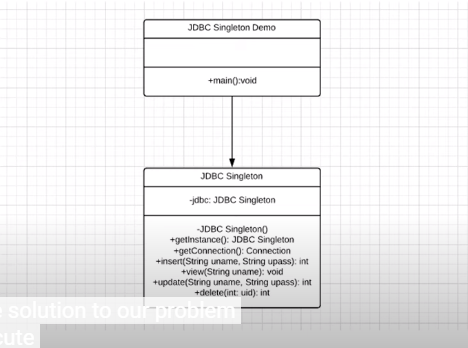 JDBC Singleton Demo
+main():void
JDBC Singleton
-jdbc: JDBC Singleton
-JDBC Singleton()
+getInstance(): JDBC Singleton
+getConnection(): Connection
+insert(String uname, String upass): int
+view(String uname): void
+update(String uname, String upass): int
+delete(int: uid): int
solution to our problem